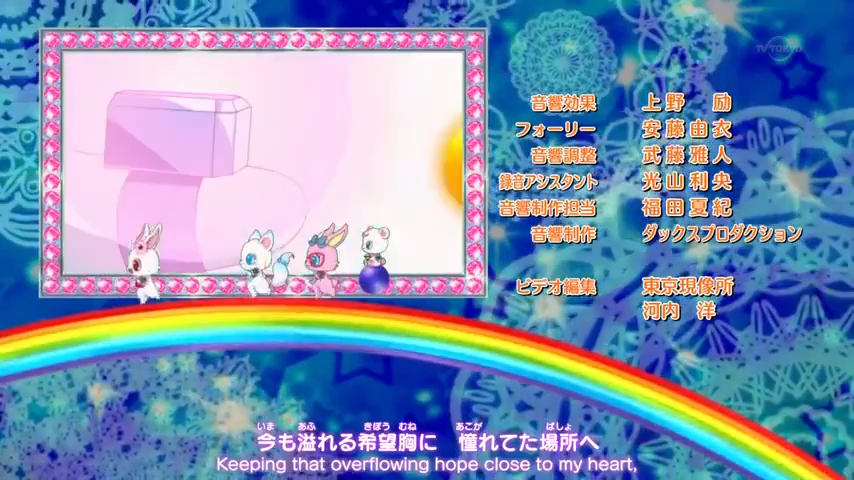 TV TOKYO
音響効果 上野 励
フォーリー 安藤由衣
音響調整 武藤雅人
録音アシスタント 光山利央
音響制作担当 福田夏紀
音響制作 ダックスプロダクション
ビデオ編集 東京現像所
河内 洋
いま あふ きぼう むね あこが ばしょ
今も溢れる希望胸に 憧れてた場所へ
Keeping that overflowing hope close to my heart,